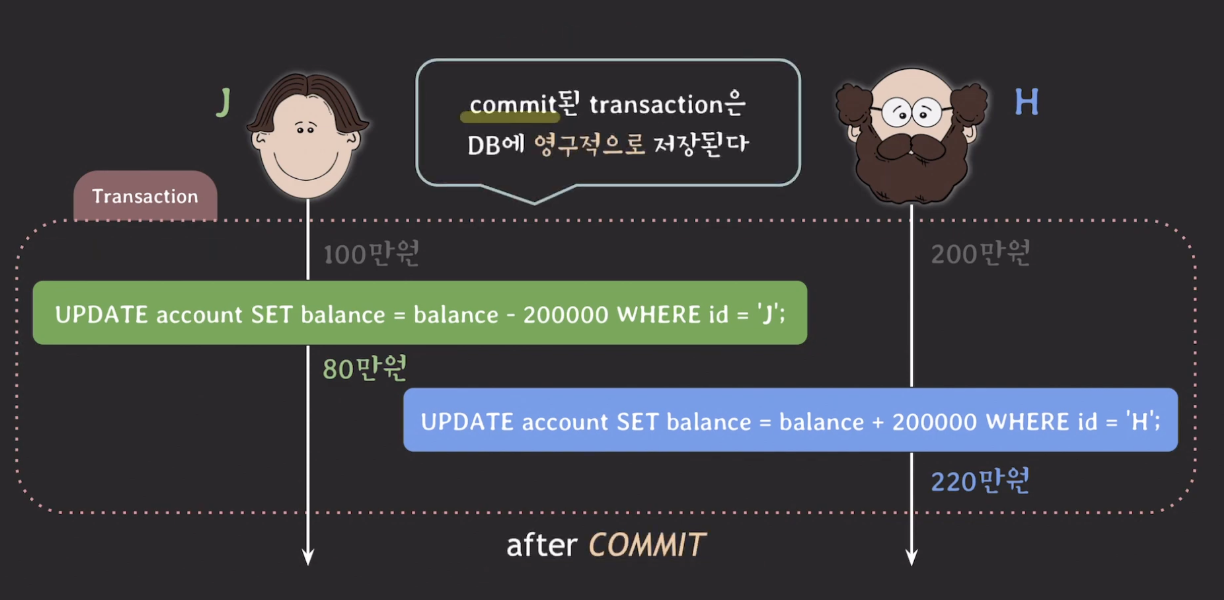 J
commit된 transaction은
DB에 영구적으로 저장된다
H
Transaction
100만원
200만원
UPDATE account SET balance = balance - 200000 WHERE id = 'J';
80만원
UPDATE account SET balance = balance + 200000 WHERE id = 'H';
220만원
after COMMIT